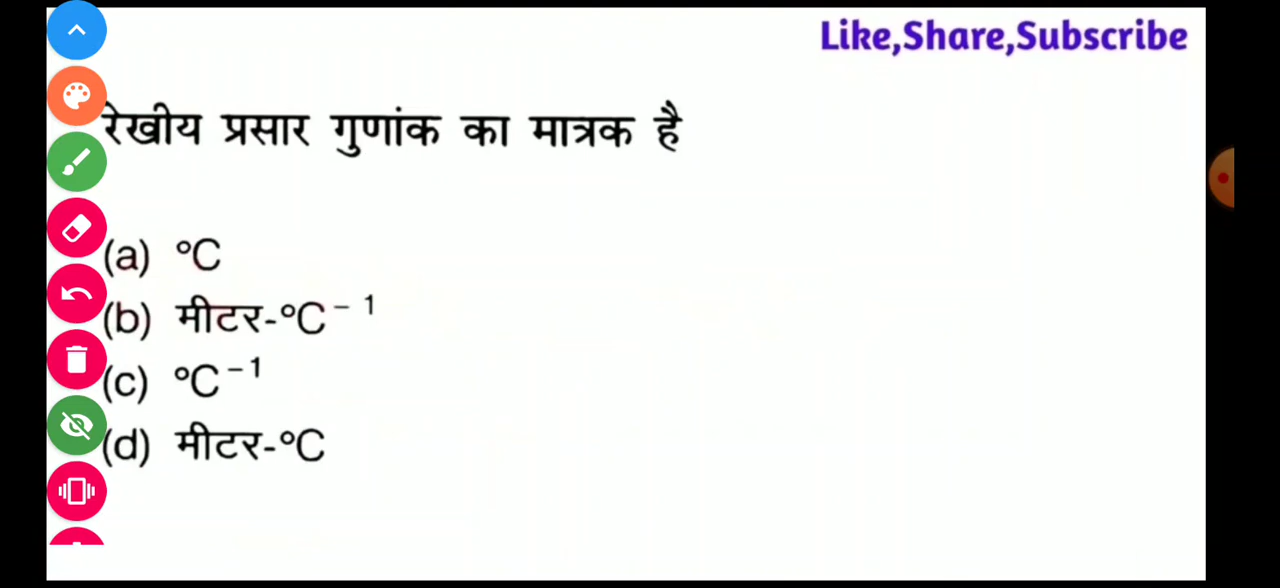 Like,Share,Subscribe
रेखीय प्रसार गुणांक का मात्रक है
(a) °C
(b) मीटर-°C⁻¹
(c) °C⁻¹
(d) मीटर-°C